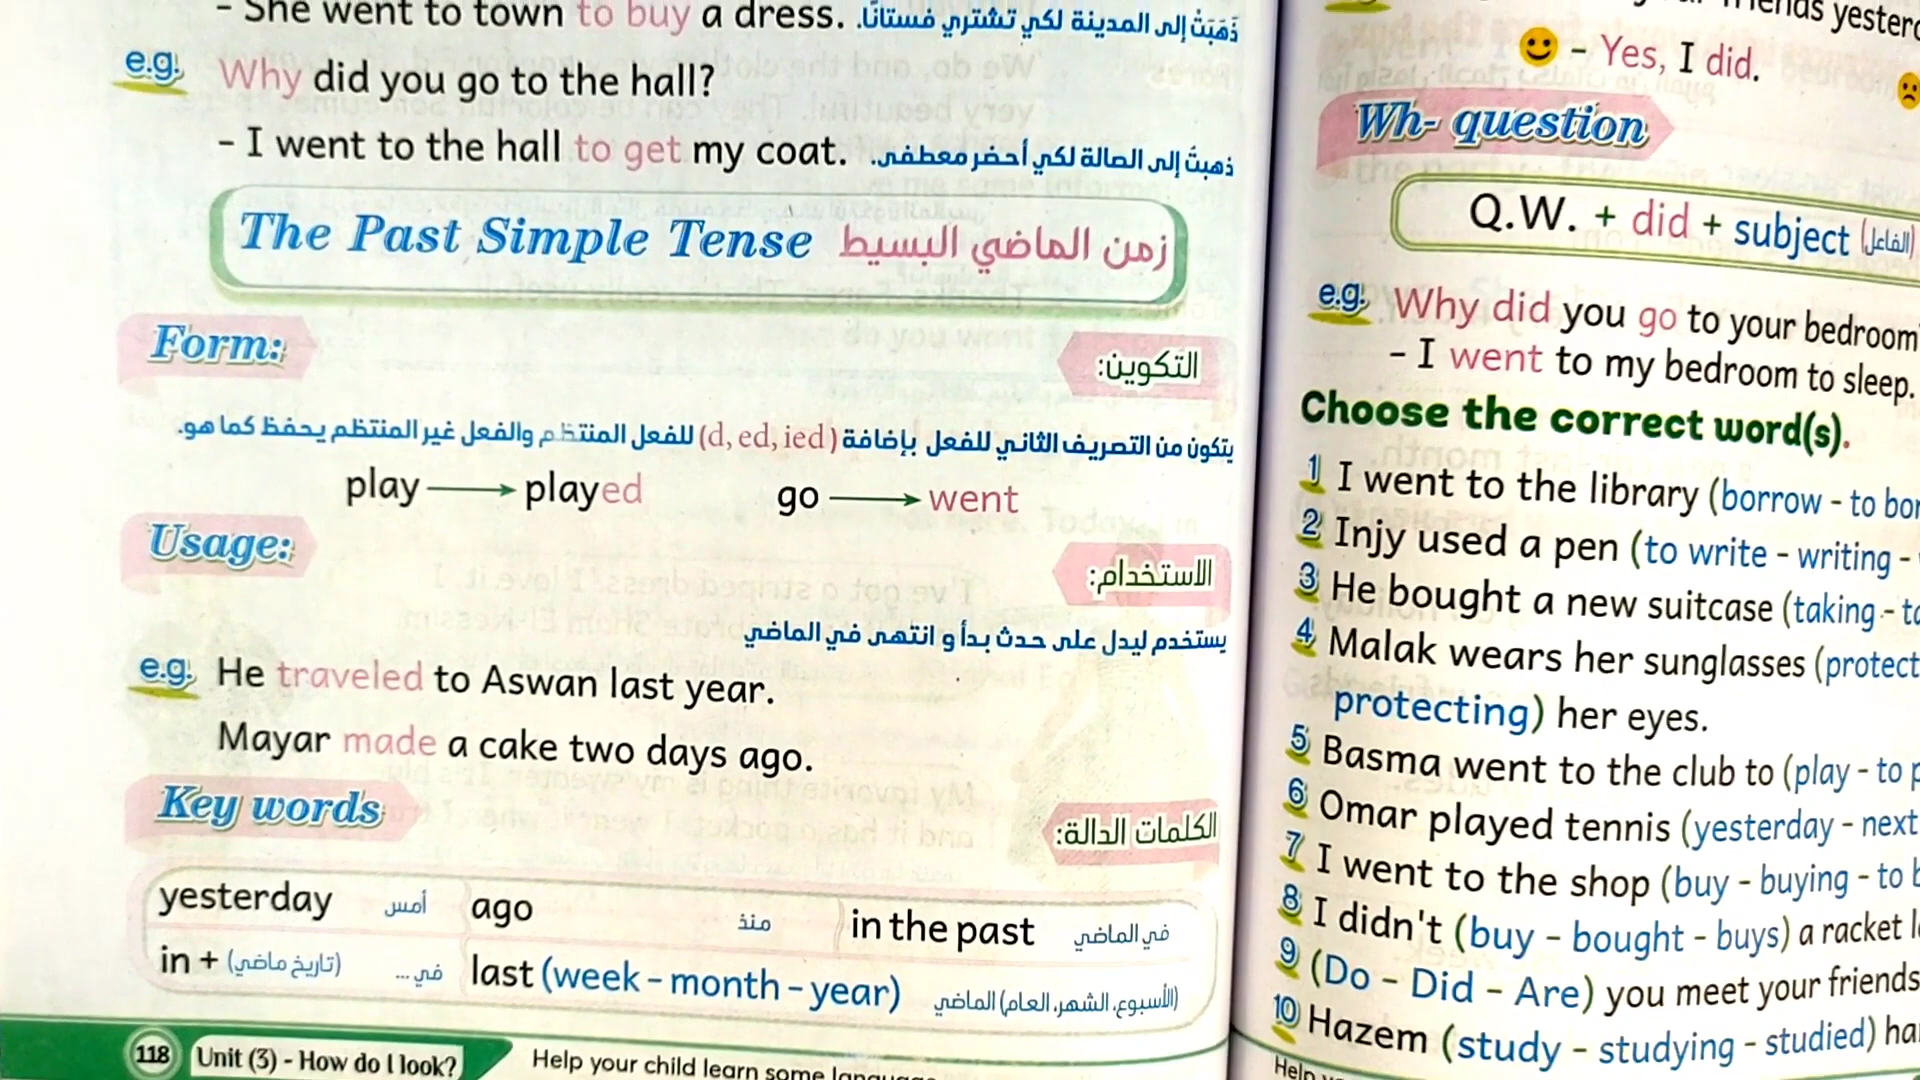 - She went to town to buy a dress. ذَهَبَتْ إلى المدينة لكي تشتري فستانًا.
e.g. Why did you go to the hall?
- I went to the hall to get my coat. ذهبتُ إلى الصالة لكي أحضر معطفى.
The Past Simple Tense زمن الماضي البسيط
Form: التكوين:
يتكون من التصريف الثاني للفعل بإضافة (d, ed, ied) للفعل المنتظم والفعل غير المنتظم يحفظ كما هو.
play → played go → went
Usage: الاستخدام:
يستخدم ليدل على حدث بدأ و انتهى في الماضي
e.g. He traveled to Aswan last year.
Mayar made a cake two days ago.
Key words الكلمات الدالة:
yesterday أمس ago منذ in the past في الماضي
in + (تاريخ ماضي) في ... last (week - month - year) الماضي (الأسبوع، الشهر، العام)
118 Unit (3) - How do I look? Help your child learn some
yester
- Yes, I did.
Wh- question
Q.W. + did + subject (الفاعل)
e.g. Why did you go to your bedroom
- I went to my bedroom to sleep.
Choose the correct word(s).
1 I went to the library (borrow - to bor
2 Injy used a pen (to write - writing -
3 He bought a new suitcase (taking - to
4 Malak wears her sunglasses (protect
protecting) her eyes.
5 Basma went to the club to (play - to p
6 Omar played tennis (yesterday - next
7 I went to the shop (buy - buying - to b
8 I didn't (buy - bought - buys) a racket l
9 (Do - Did - Are) you meet your friends
10 Hazem (study - studying - studied) ha
Help